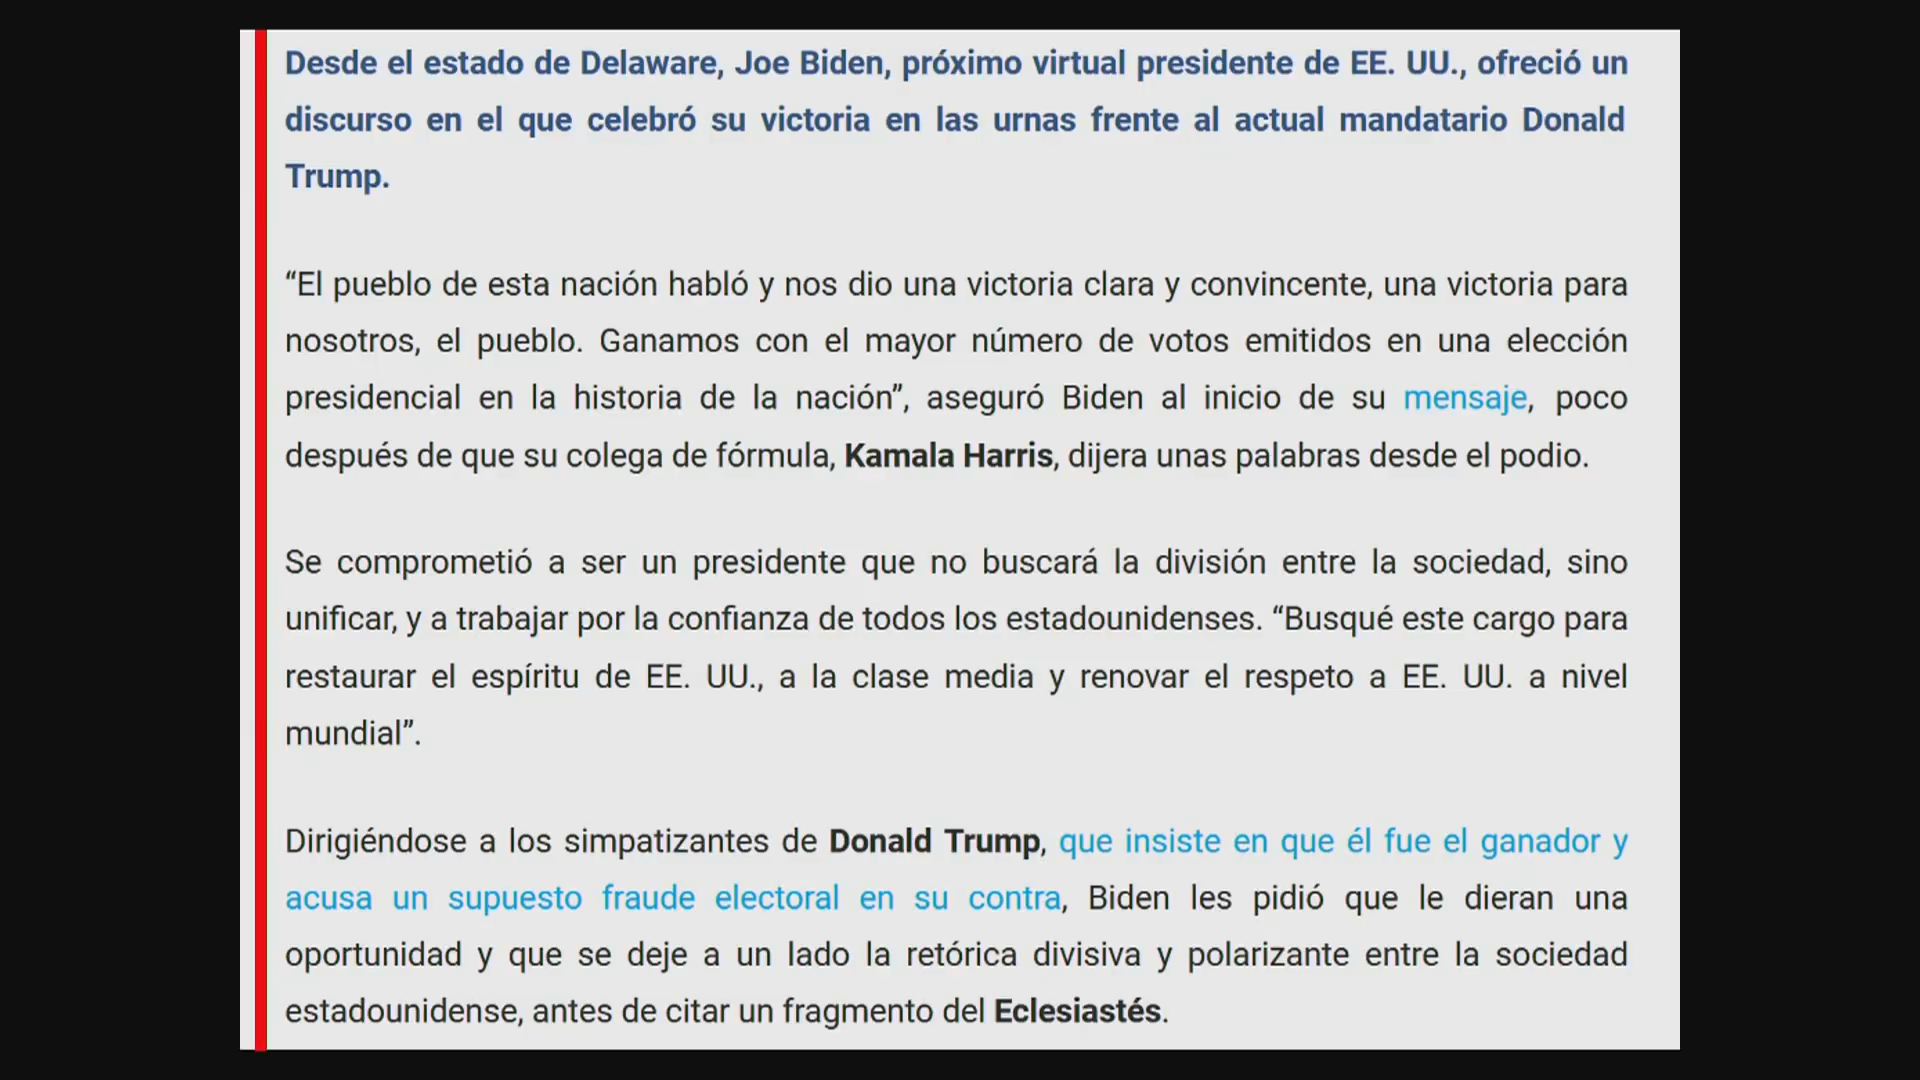 Desde el estado de Delaware, Joe Biden, próximo virtual presidente de EE. UU., ofreció un
discurso en el que celebró su victoria en las urnas frente al actual mandatario Donald
Trump.
“El pueblo de esta nación habló y nos dio una victoria clara y convincente, una victoria para
nosotros, el pueblo. Ganamos con el mayor número de votos emitidos en una elección
presidencial en la historia de la nación”, aseguró Biden al inicio de su mensaje, poco
después de que su colega de fórmula, Kamala Harris, dijera unas palabras desde el podio.
Se comprometió a ser un presidente que no buscará la división entre la sociedad, sino
unificar, y a trabajar por la confianza de todos los estadounidenses. “Busqué este cargo para
restaurar el espíritu de EE. UU., a la clase media y renovar el respeto a EE. UU. a nivel
mundial”.
Dirigiéndose a los simpatizantes de Donald Trump, que insiste en que él fue el ganador y
acusa un supuesto fraude electoral en su contra, Biden les pidió que le dieran una
oportunidad y que se deje a un lado la retórica divisiva y polarizante entre la sociedad
estadounidense, antes de citar un fragmento del Eclesiastés.